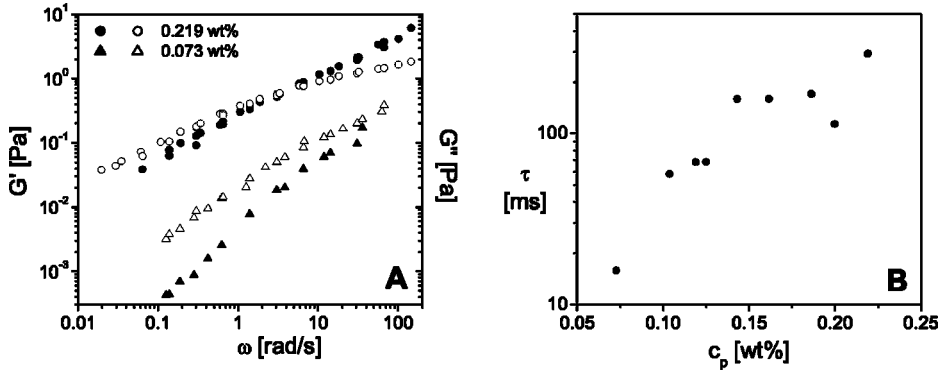 0.219 wt%
0.073 wt%
10¹
10⁰
10⁻¹
10⁻²
10⁻³
G' [Pa]
G'' [Pa]
A
0.01 0.1 1 10 100
ω [rad/s]
100
10
τ
[ms]
B
0.05 0.10 0.15 0.20 0.25
cₚ [wt%]